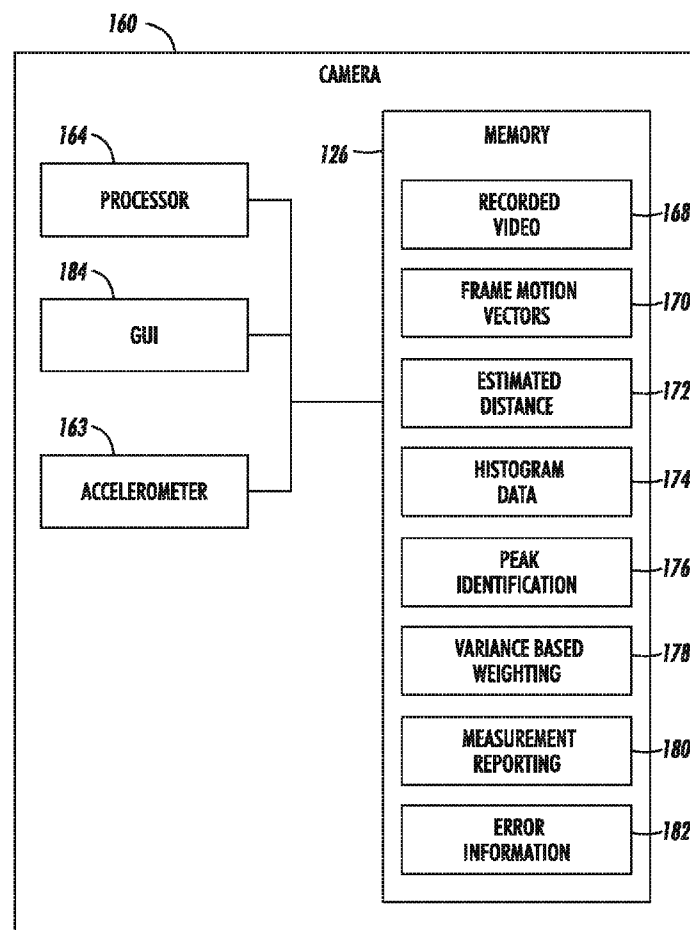 160
CAMERA
164
PROCESSOR
184
GUI
163
ACCELEROMETER
126
MEMORY
RECORDED
VIDEO
168
FRAME MOTION
VECTORS
170
ESTIMATED
DISTANCE
172
HISTOGRAM
DATA
174
PEAK
IDENTIFICATION
176
VARIANCE BASED
WEIGHTING
178
MEASUREMENT
REPORTING
180
ERROR
INFORMATION
182